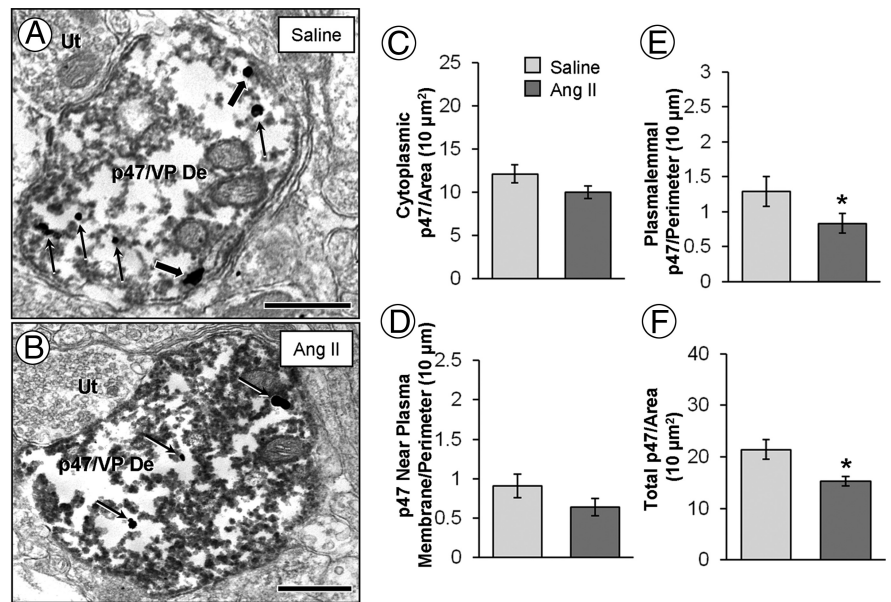 A
Ut
Saline
p47/VP De
B
Ang II
Ut
p47/VP De
C
Cytoplasmic
p47/Area (10 μm²)
25
20
15
10
5
0
Saline
Ang II
D
p47 Near Plasma
Membrane/Perimeter (10 μm)
2.5
2
1.5
1
0.5
0
E
Plasmalemmal
p47/Perimeter (10 μm)
3
2.5
2
1.5
1
0.5
0
*
F
Total p47/Area
(10 μm²)
40
30
20
10
0
*